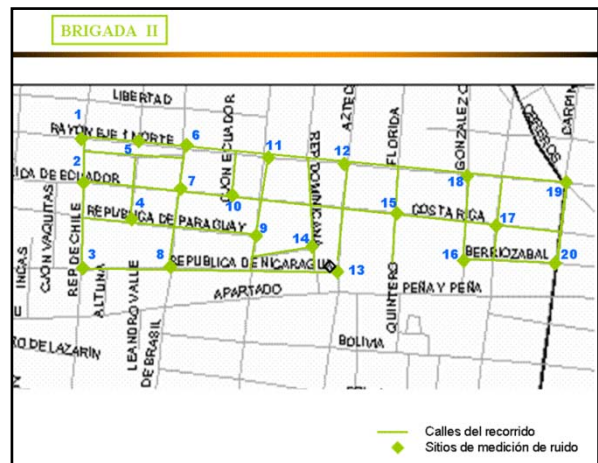 BRIGADA II
LIBERTAD
1
RAYON EJE 1 NORTE
6
5
CJON ECUADOR
11
REP DOMINICANA
12
AZTEC
FLORIDA
GONZALEZ O
18
CARPIN
19
2
ICA DE ECUADOR
7
10
15
COSTA RICA
17
CJON VAQUITAS
REP DE CHILE
4
REPUBLICA DE PARAGUAY
9
14
16
BERRIOZABAL
20
INCAS
3
ALTUNA
8
REPUBLICA DE NICARAGUA
13
LEANDRO VALLE
DE BRASIL
APARTADO
QUINTERO
PEÑA Y PEÑA
U
RO DE LAZARÍN
BOLIVIA
Calles del recorrido
Sitios de medición de ruido